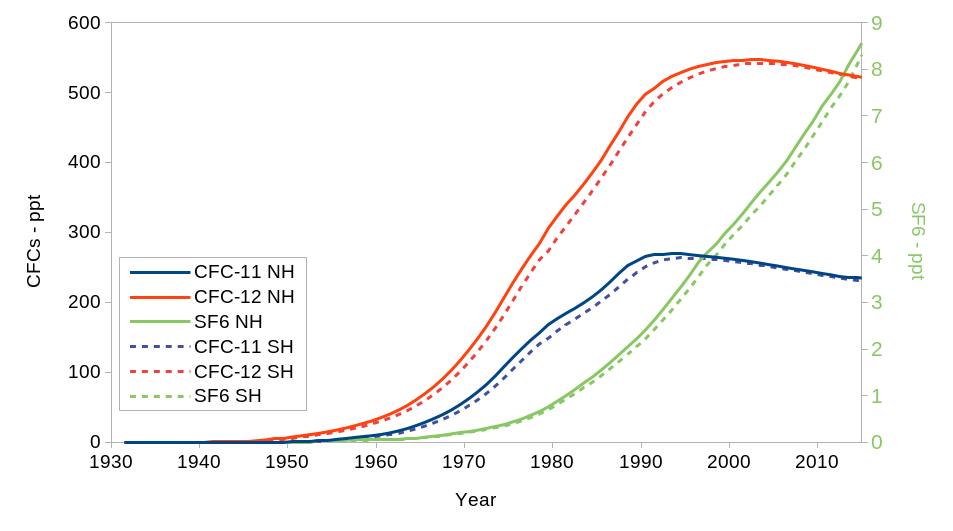 600
500
400
300
200
100
0
CFCs - ppt
9
8
7
6
5
4
3
2
1
0
SF6 - ppt
CFC-11 NH
CFC-12 NH
SF6 NH
CFC-11 SH
CFC-12 SH
SF6 SH
1930 1940 1950 1960 1970 1980 1990 2000 2010
Year